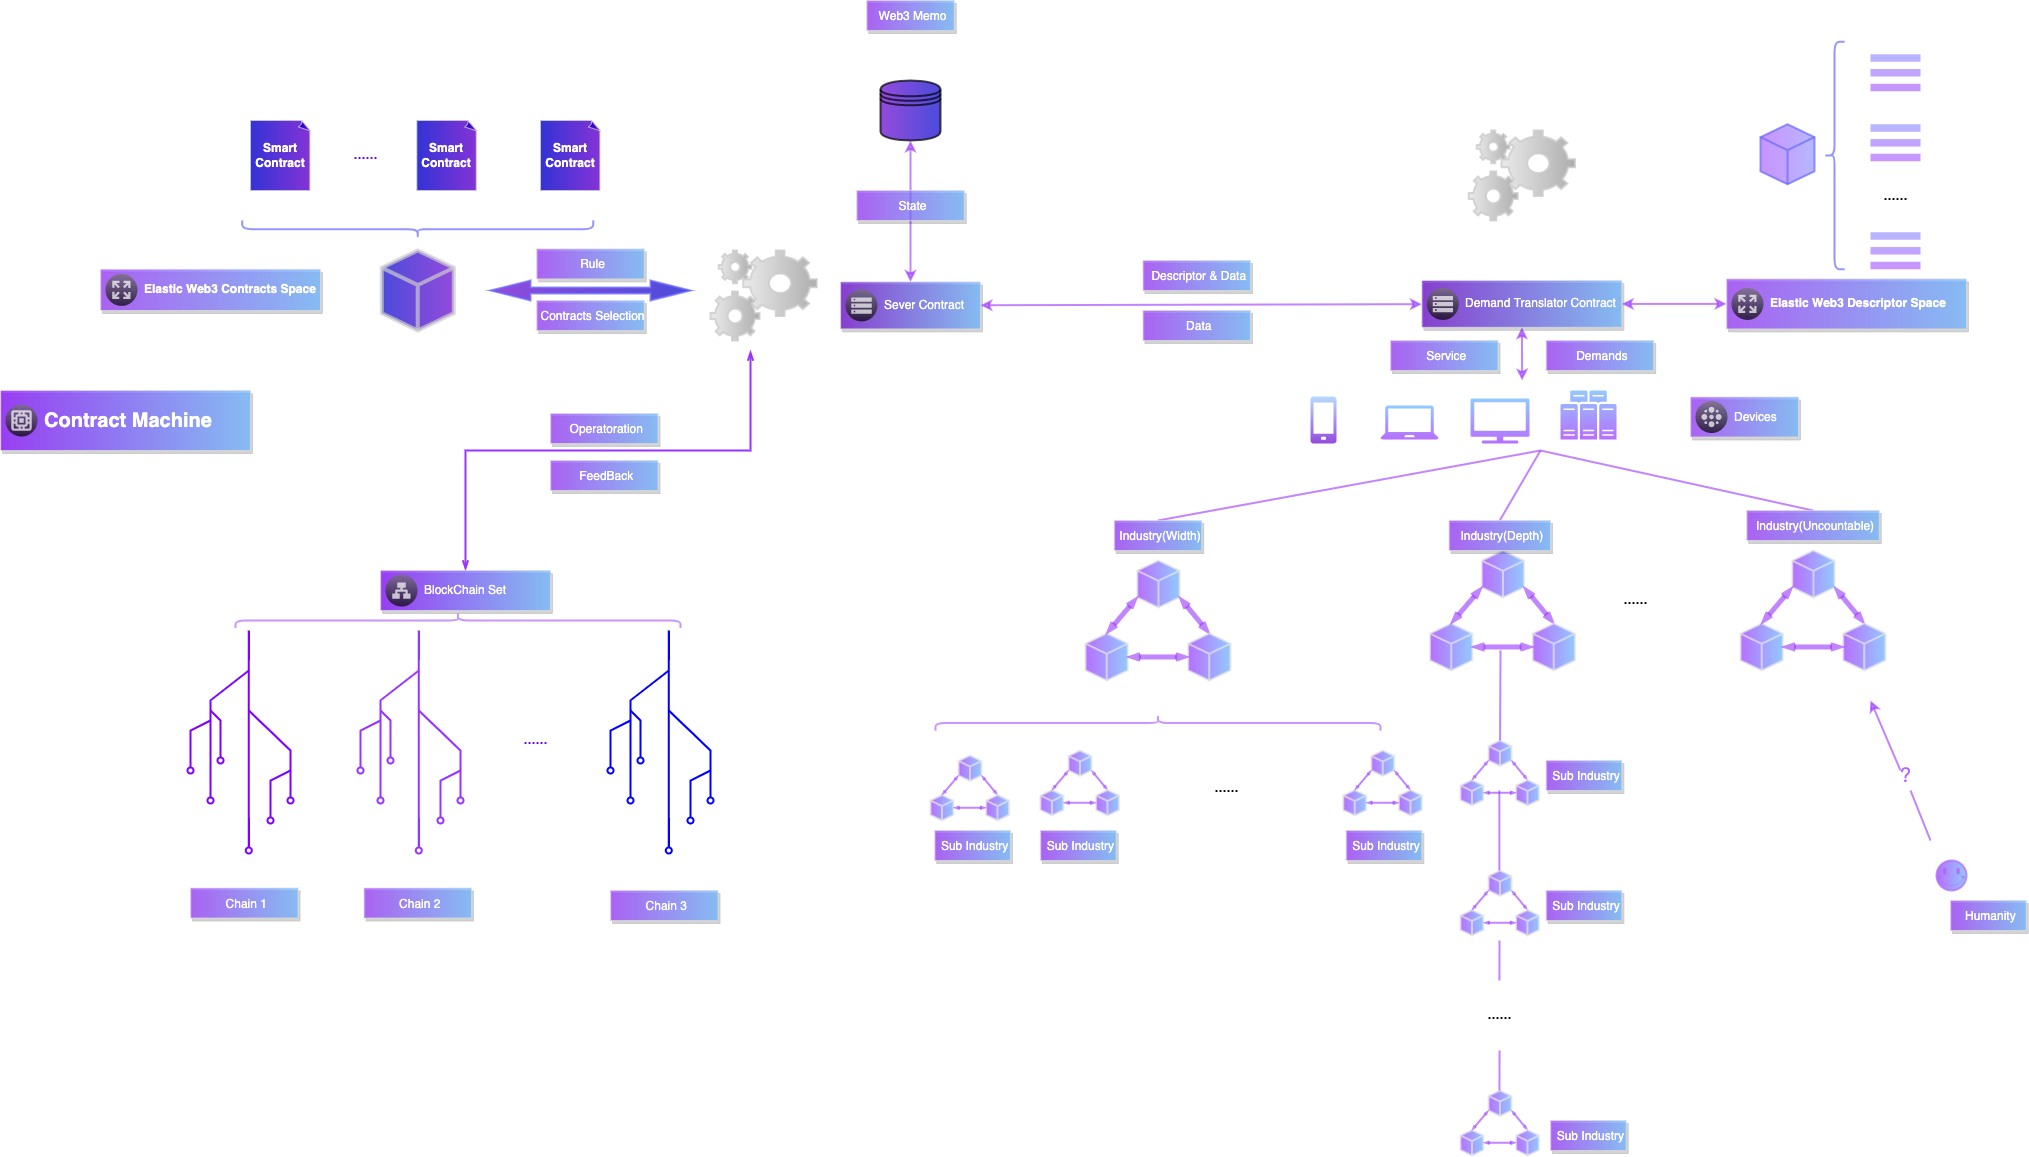 Web3 Memo
Smart
Contract
......
Smart
Contract
Smart
Contract
State
......
Elastic Web3 Contracts Space
Rule
Contracts Selection
Sever Contract
Descriptor & Data
Data
Demand Translator Contract
Elastic Web3 Descriptor Space
Service
Demands
Contract Machine
Operatoration
FeedBack
Devices
Industry(Width)
Industry(Depth)
Industry(Uncountable)
......
BlockChain Set
......
Sub Industry
Sub Industry
......
Sub Industry
Sub Industry
?
Chain 1
Chain 2
Chain 3
Sub Industry
Humanity
......
Sub Industry